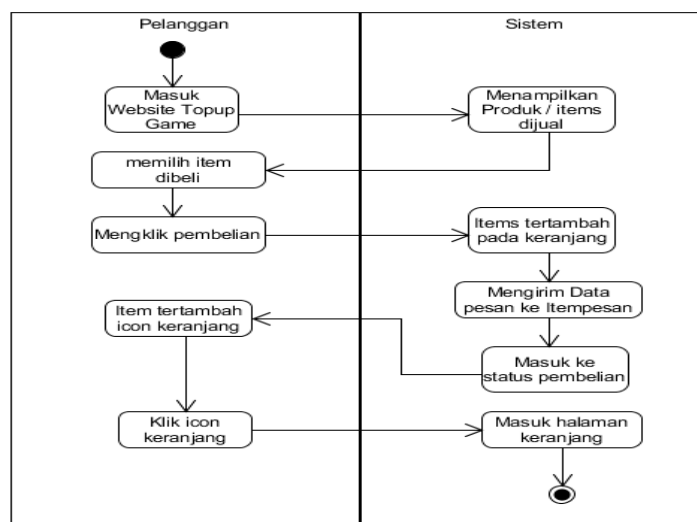 Pelanggan
Sistem
Masuk
Website Topup
Game
Menampilkan
Produk / items
dijual
memilih item
dibeli
Mengklik pembelian
Items tertambah
pada keranjang
Mengirim Data
pesan ke Itempesan
Item tertambah
icon keranjang
Masuk ke
status pembelian
Klik icon
keranjang
Masuk halaman
keranjang